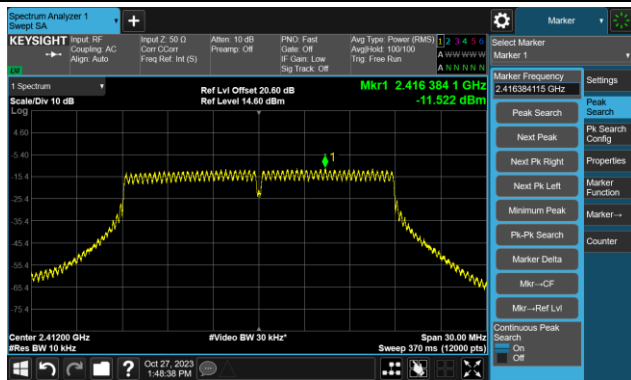 Spectrum Analyzer 1
Swept SA
Marker
KEYSIGHT
Input: RF
Coupling: AC
Align: Auto
Input Z: 50 Ω
Corr CCorr
Freq Ref: Int (S)
Atten: 10 dB
Preamp: Off
PNO: Fast
Gate: Off
IF Gain: Low
Sig Track: Off
Avg Type: Power (RMS)
Avg|Hold: 100/100
Trig: Free Run
1 2 3 4 5 6
A W W W W W
A N N N N N
LXI
Select Marker
Marker 1
1 Spectrum
Scale/Div 10 dB
Log
Ref Lvl Offset 20.60 dB
Ref Level 14.60 dBm
Mkr1 2.416 384 1 GHz
-11.522 dBm
4.60
-5.40
-15.4
-25.4
-35.4
-45.4
-55.4
-65.4
-75.4
1
Center 2.41200 GHz
#Res BW 10 kHz
#Video BW 30 kHz*
Span 30.00 MHz
Sweep 370 ms (12000 pts)
Marker Frequency
2.416384115 GHz
Peak Search
Next Peak
Next Pk Right
Next Pk Left
Minimum Peak
Pk-Pk Search
Marker Delta
Mkr→CF
Mkr→Ref Lvl
Continuous Peak
Search
On
Off
Settings
Peak
Search
Pk Search
Config
Properties
Marker
Function
Marker→
Counter
?
Oct 27, 2023
1:48:38 PM